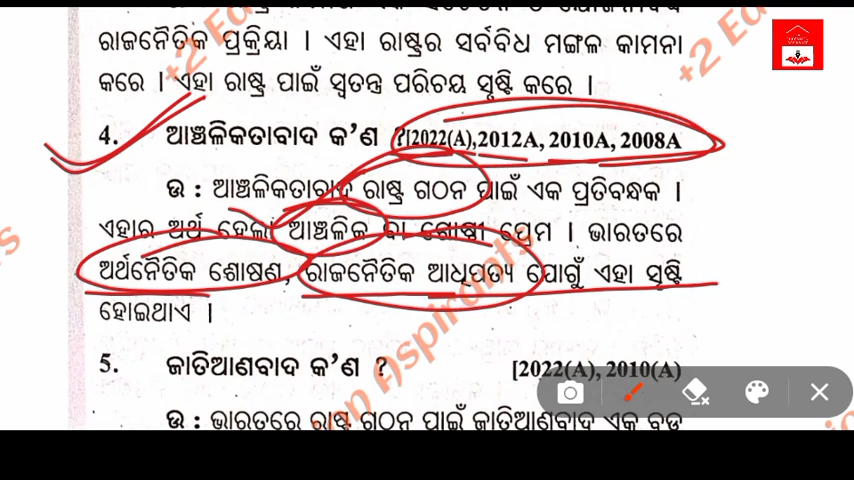 ରାଜନୈତିକ ପ୍ରକ୍ରିୟା । ଏହା ରାଷ୍ଟ୍ରର ସର୍ବବିଧ ମଙ୍ଗଳ କାମନା
କରେ । ଏହା ରାଷ୍ଟ୍ର ପାଇଁ ସ୍ୱତନ୍ତ୍ର ପରିଚୟ ସୃଷ୍ଟି କରେ ।
4. ଆଞ୍ଚଳିକତାବାଦ କ'ଣ ?[2022(A),2012A, 2010A, 2008A
ଉ : ଆଞ୍ଚଳିକତାବାଦ ରାଷ୍ଟ୍ର ଗଠନ ପାଇଁ ଏକ ପ୍ରତିବନ୍ଧକ ।
ଏହାର ଅର୍ଥ ହେଲା ଆଞ୍ଚଳିକ ବା ଗୋଷ୍ଠୀ ପ୍ରେମ । ଭାରତରେ
ଅର୍ଥନୈତିକ ଶୋଷଣ, ରାଜନୈତିକ ଆଧିପତ୍ୟ ଯୋଗୁଁ ଏହା ସୃଷ୍ଟି
ହୋଇଥାଏ ।
5. ଜାତିଆଣବାଦ କ'ଣ ? [2022(A), 2010(A)
ଉ : ଭାରତରେ ରାଷ୍ଟ୍ର ଗଠନ ପାଇଁ ଜାତିଆଣବାଦ ଏକ ବଡ଼